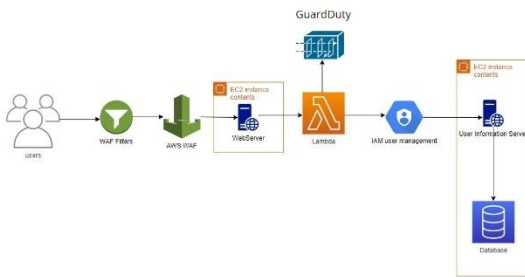 GuardDuty
EC2 instance
contents
EC2 instance
contents
users
WAF Filters
AWS WAF
WebServer
Lambda
IAM user management
User Information Server
Database